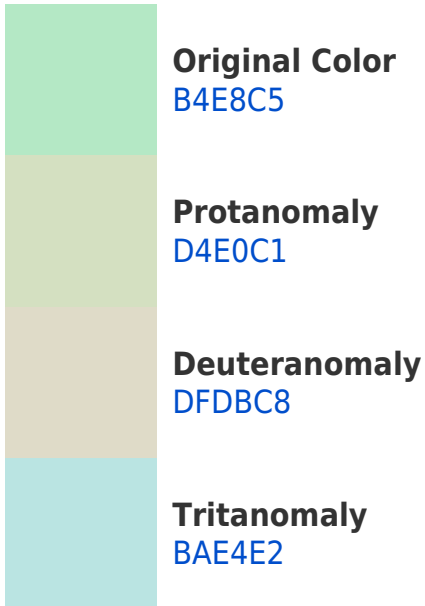 Original Color
B4E8C5
Protanomaly
D4E0C1
Deuteranomaly
DFDBC8
Tritanomaly
BAE4E2